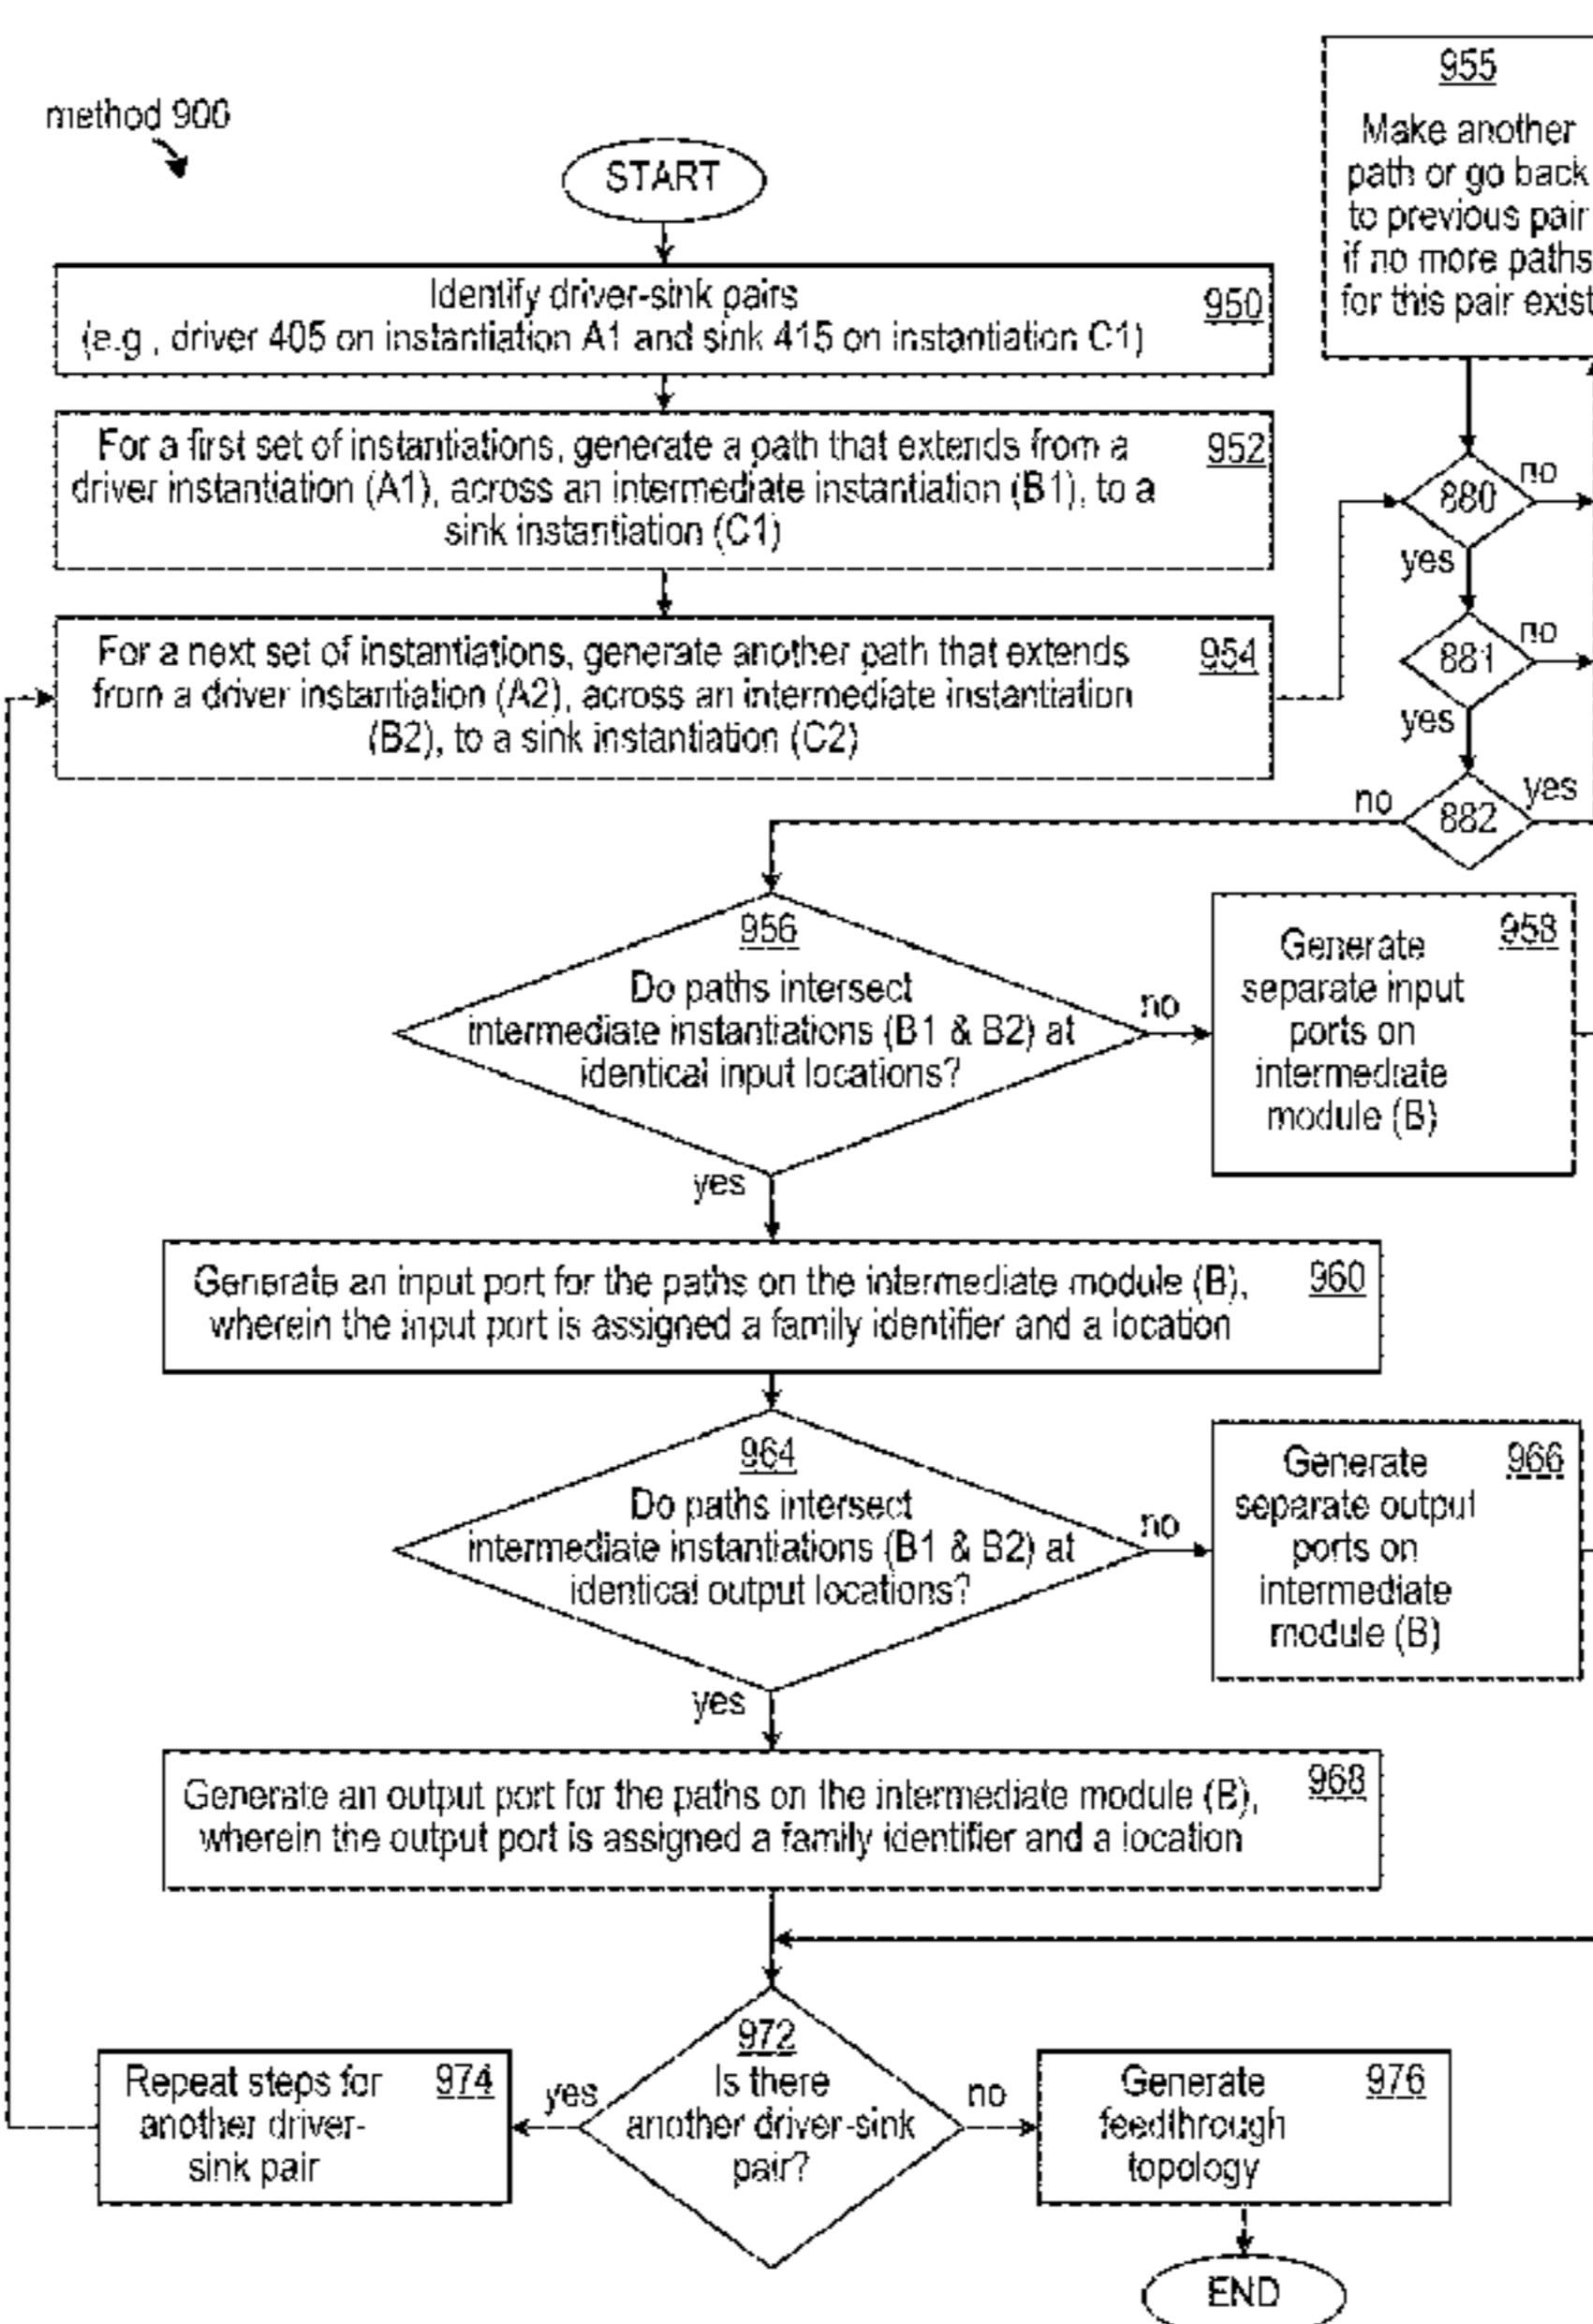 method 900
START
955
Make another
path or go back
to previous pair
if no more paths
for this pair exist
Identify driver-sink pairs
(e.g., driver 405 on instantiation A1 and sink 415 on instantiation C1)
950
For a first set of instantiations, generate a path that extends from a
driver instantiation (A1), across an intermediate instantiation (B1), to a
sink instantiation (C1)
952
880
no
yes
For a next set of instantiations, generate another path that extends
from a driver instantiation (A2), across an intermediate instantiation
(B2), to a sink instantiation (C2)
954
881
no
yes
882
yes
no
956
Do paths intersect
intermediate instantiations (B1 & B2) at
identical input locations?
no
yes
958
Generate
separate input
ports on
intermediate
module (B)
Generate an input port for the paths on the intermediate module (B),
wherein the input port is assigned a family identifier and a location
960
964
Do paths intersect
intermediate instantiations (B1 & B2) at
identical output locations?
no
yes
966
Generate
separate output
ports on
intermediate
module (B)
Generate an output port for the paths on the intermediate module (B),
wherein the output port is assigned a family identifier and a location
968
972
Is there
another driver-sink
pair?
yes
no
Repeat steps for
another driver-
sink pair
974
Generate
feedthrough
topology
976
END